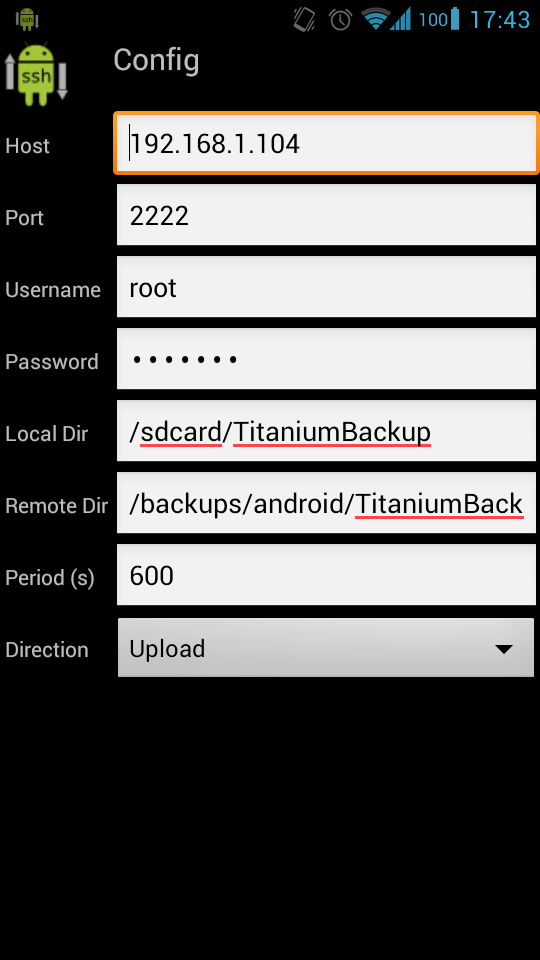 ssh
100 17:43
ssh
Config
Host 192.168.1.104
Port 2222
Username root
Password •••••••
Local Dir /sdcard/TitaniumBackup
Remote Dir /backups/android/TitaniumBack
Period (s) 600
Direction Upload